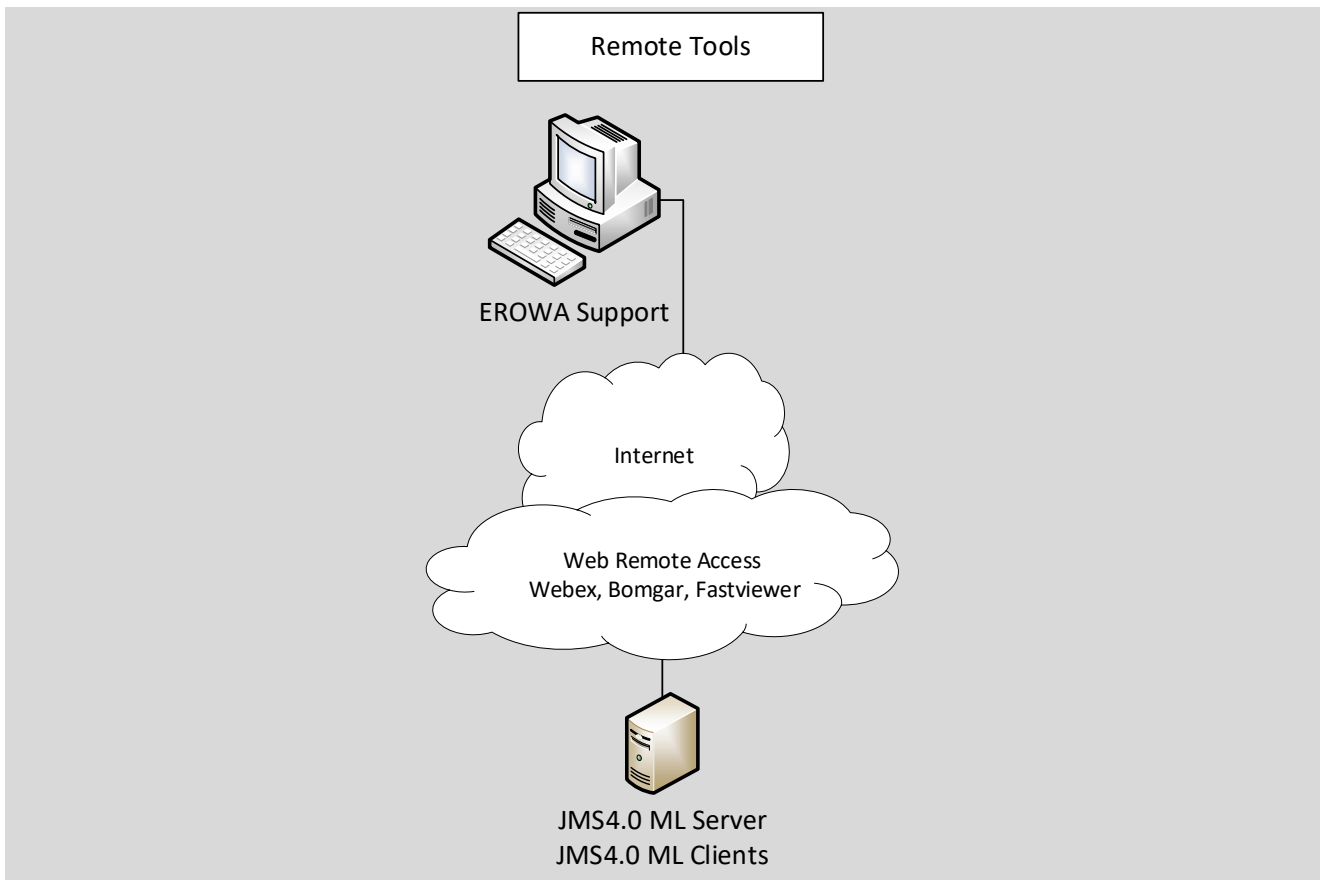 Remote Tools
EROWA Support
Internet
Web Remote Access
Webex, Bomgar, Fastviewer
JMS4.0 ML Server
JMS4.0 ML Clients